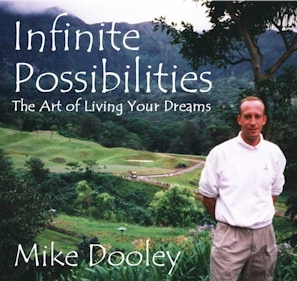 Infinite
Possibilities
The Art of Living Your Dreams
Mike Dooley